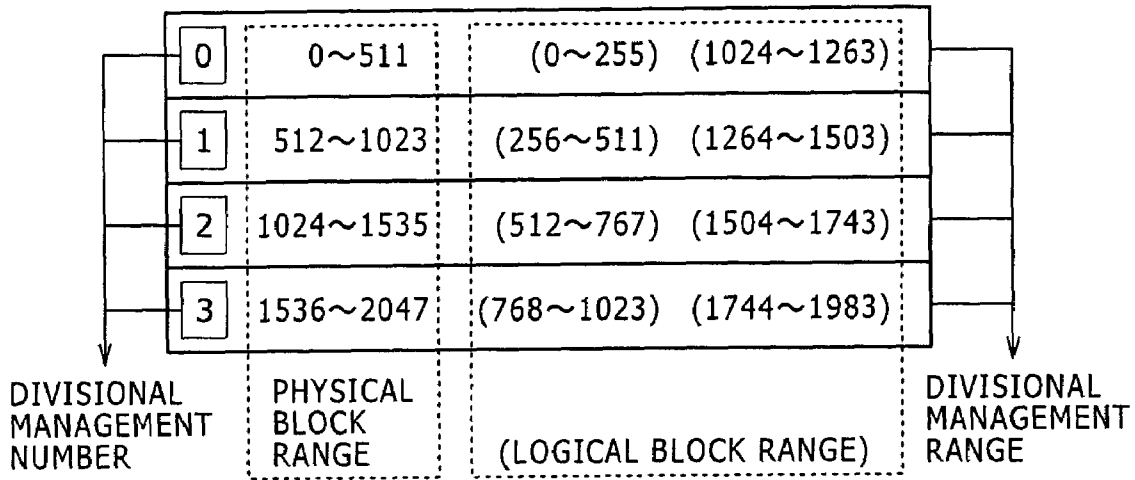 0 0～511 (0～255) (1024～1263)
1 512～1023 (256～511) (1264～1503)
2 1024～1535 (512～767) (1504～1743)
3 1536～2047 (768～1023) (1744～1983)
DIVISIONAL
MANAGEMENT
NUMBER
PHYSICAL
BLOCK
RANGE
(LOGICAL BLOCK RANGE)
DIVISIONAL
MANAGEMENT
RANGE